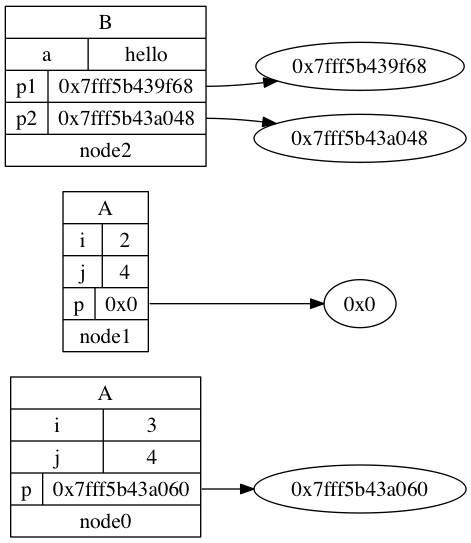 B
a hello
p1 0x7fff5b439f68 0x7fff5b439f68
p2 0x7fff5b43a048 0x7fff5b43a048
node2
A
i 2
j 4
p 0x0 0x0
node1
A
i 3
j 4
p 0x7fff5b43a060 0x7fff5b43a060
node0